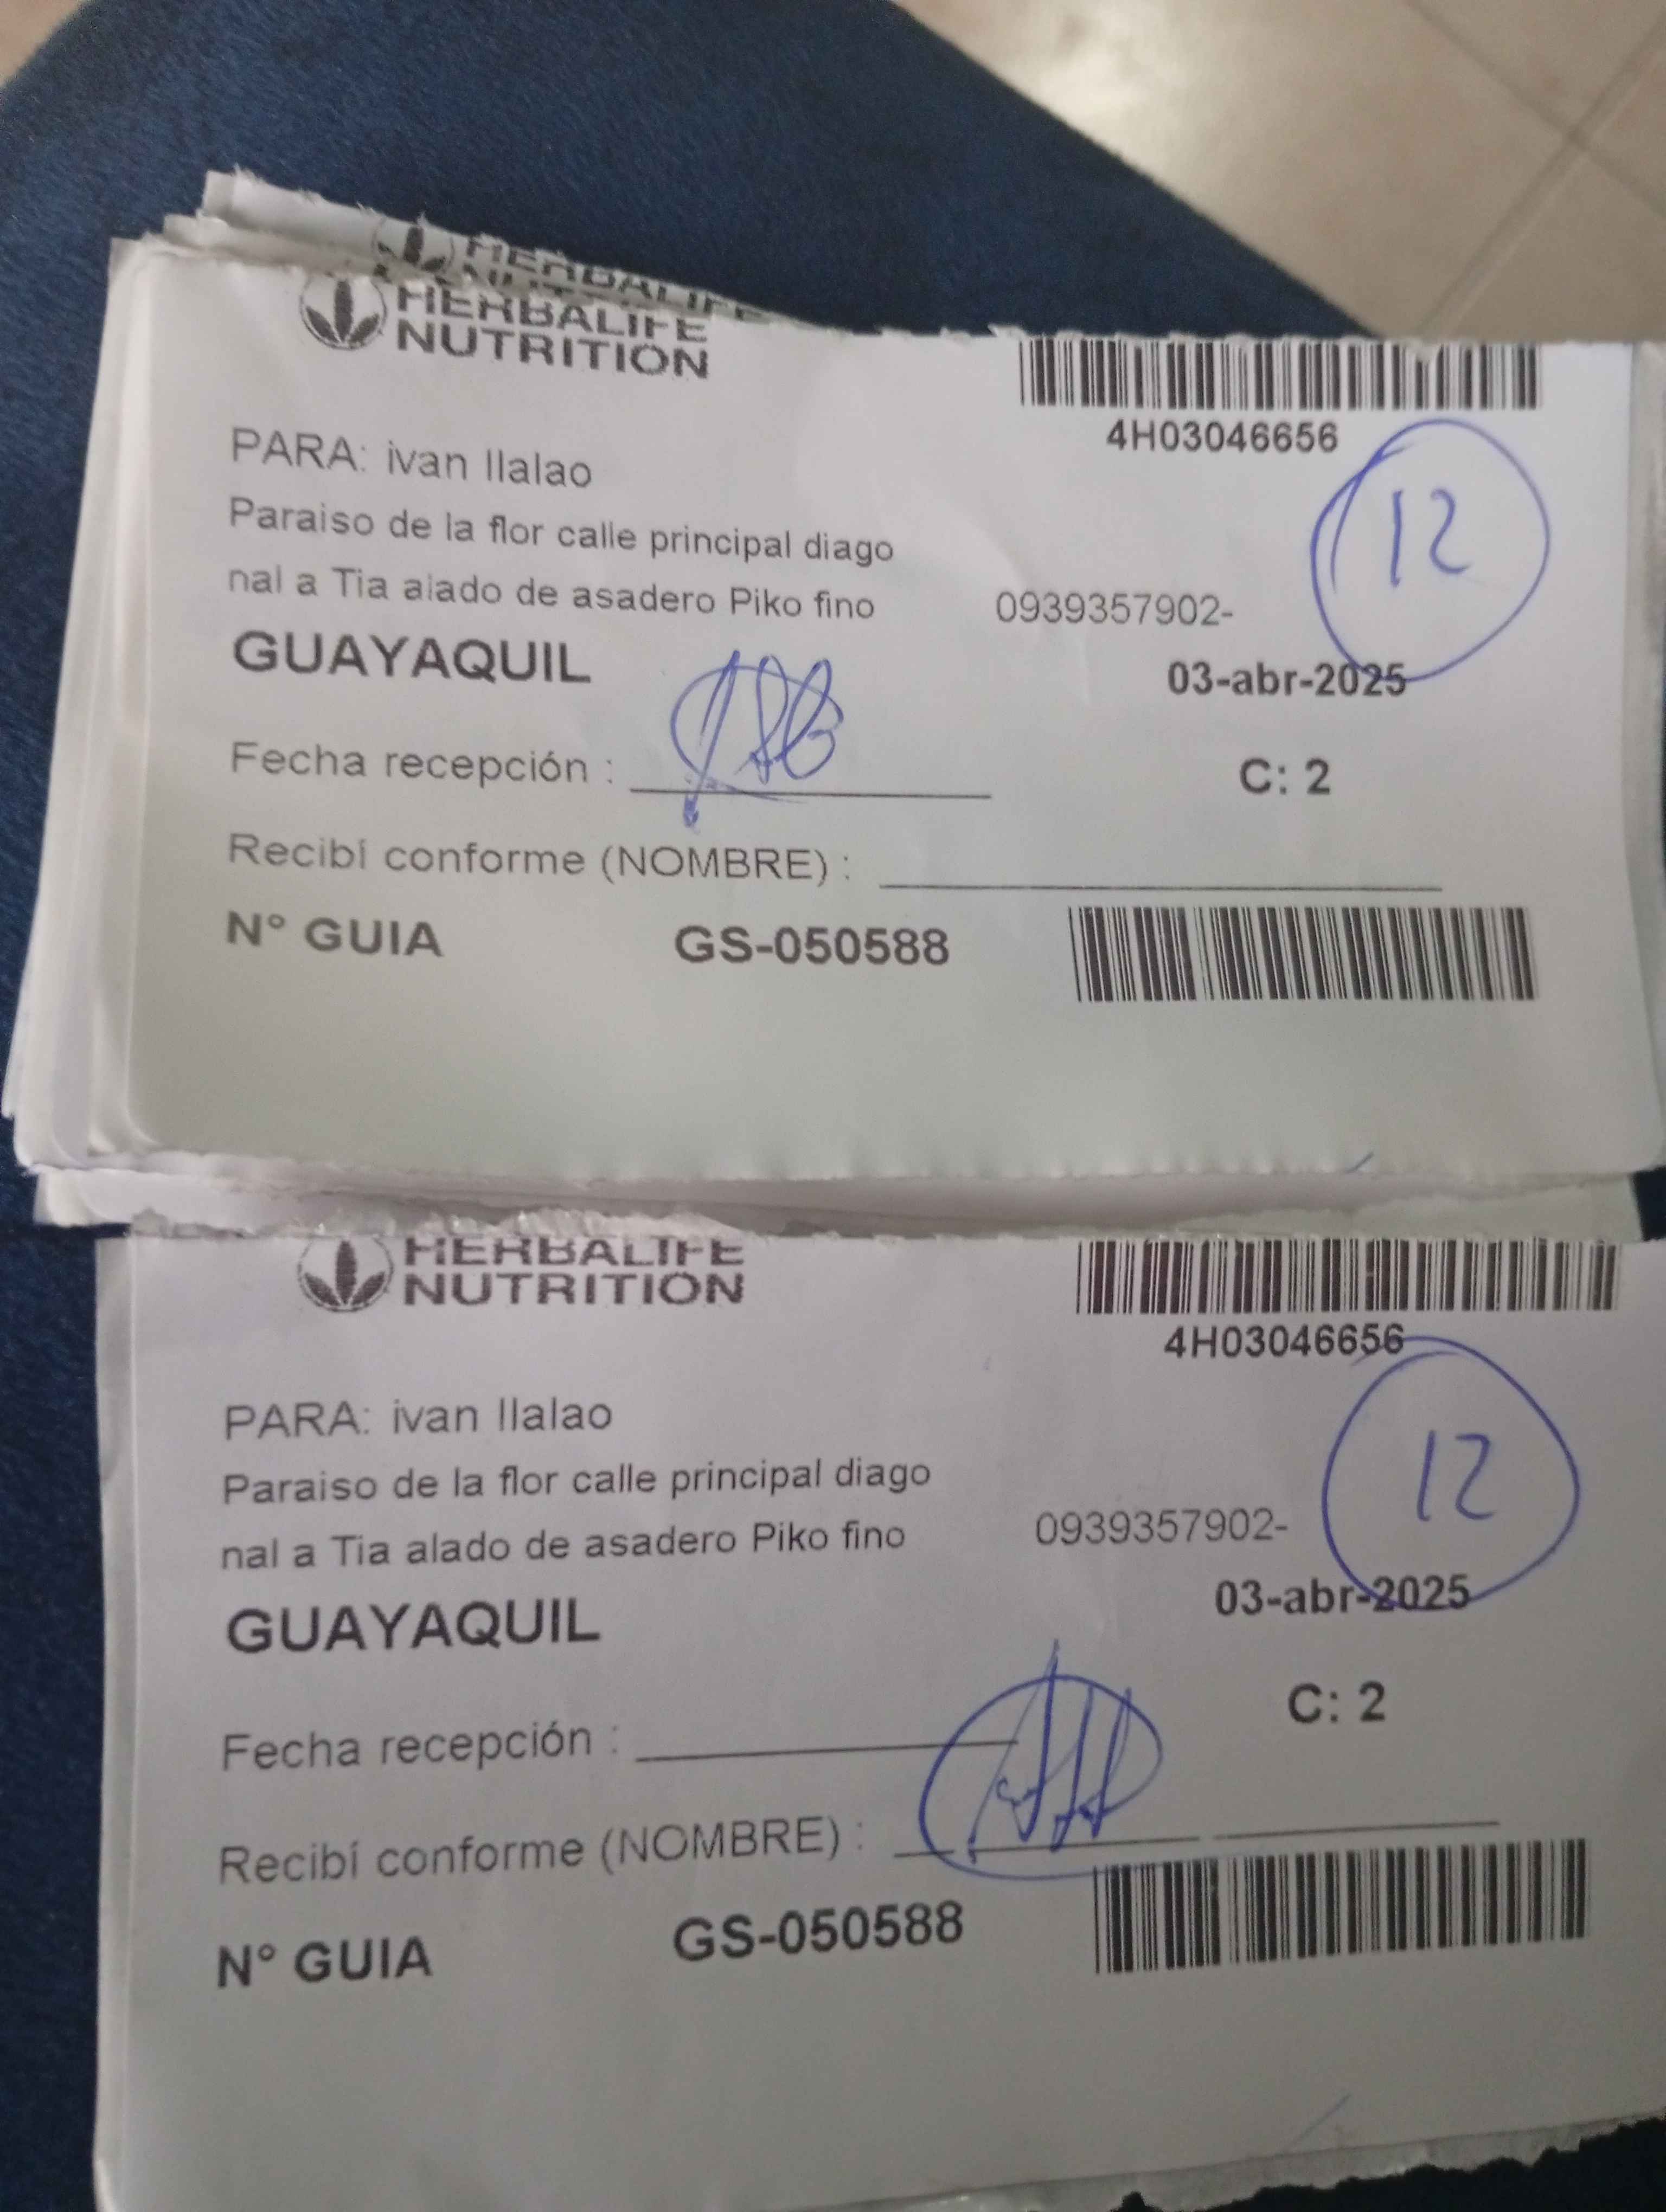 HERBALIFE
HERBALIFE
NUTRITION
4H03046656
12
PARA: ivan llalao
Paraiso de la flor calle principal diago
nal a Tia alado de asadero Piko fino
0939357902-
GUAYAQUIL
03-abr-2025
Fecha recepción :
C: 2
Recibí conforme (NOMBRE) :
N° GUIA
GS-050588
HERBALIFE
NUTRITION
4H03046656
12
PARA: ivan llalao
Paraiso de la flor calle principal diago
nal a Tia alado de asadero Piko fino
0939357902-
GUAYAQUIL
03-abr-2025
Fecha recepción :
C: 2
Recibí conforme (NOMBRE) :
N° GUIA
GS-050588